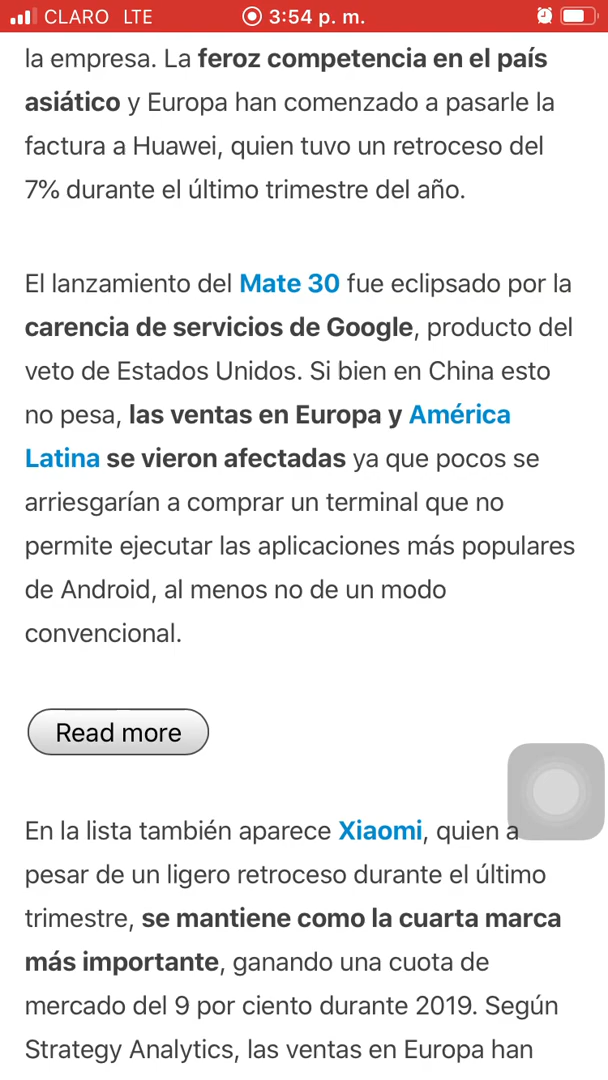 CLARO LTE 3:54 p. m.
la empresa. La feroz competencia en el país
asiático y Europa han comenzado a pasarle la
factura a Huawei, quien tuvo un retroceso del
7% durante el último trimestre del año.
El lanzamiento del Mate 30 fue eclipsado por la
carencia de servicios de Google, producto del
veto de Estados Unidos. Si bien en China esto
no pesa, las ventas en Europa y América
Latina se vieron afectadas ya que pocos se
arriesgarían a comprar un terminal que no
permite ejecutar las aplicaciones más populares
de Android, al menos no de un modo
convencional.
Read more
En la lista también aparece Xiaomi, quien a
pesar de un ligero retroceso durante el último
trimestre, se mantiene como la cuarta marca
más importante, ganando una cuota de
mercado del 9 por ciento durante 2019. Según
Strategy Analytics, las ventas en Europa han